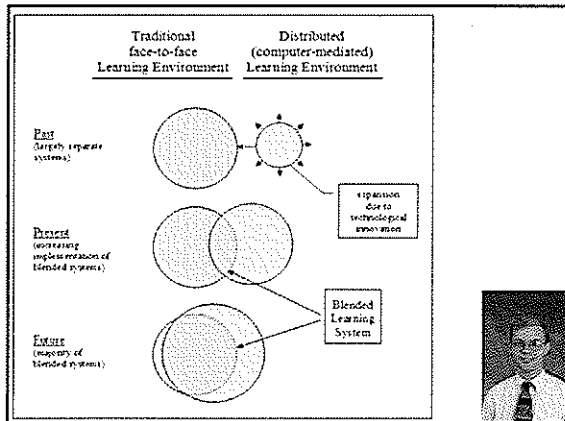 Traditional
face-to-face
Learning Environment
Distributed
(computer-mediated)
Learning Environment
Past
(largely separate
systems)
expansion
due to
technological
innovation
Present
(increasing
implementation of
blended systems)
Blended
Learning
System
Future
(majority of
blended systems)